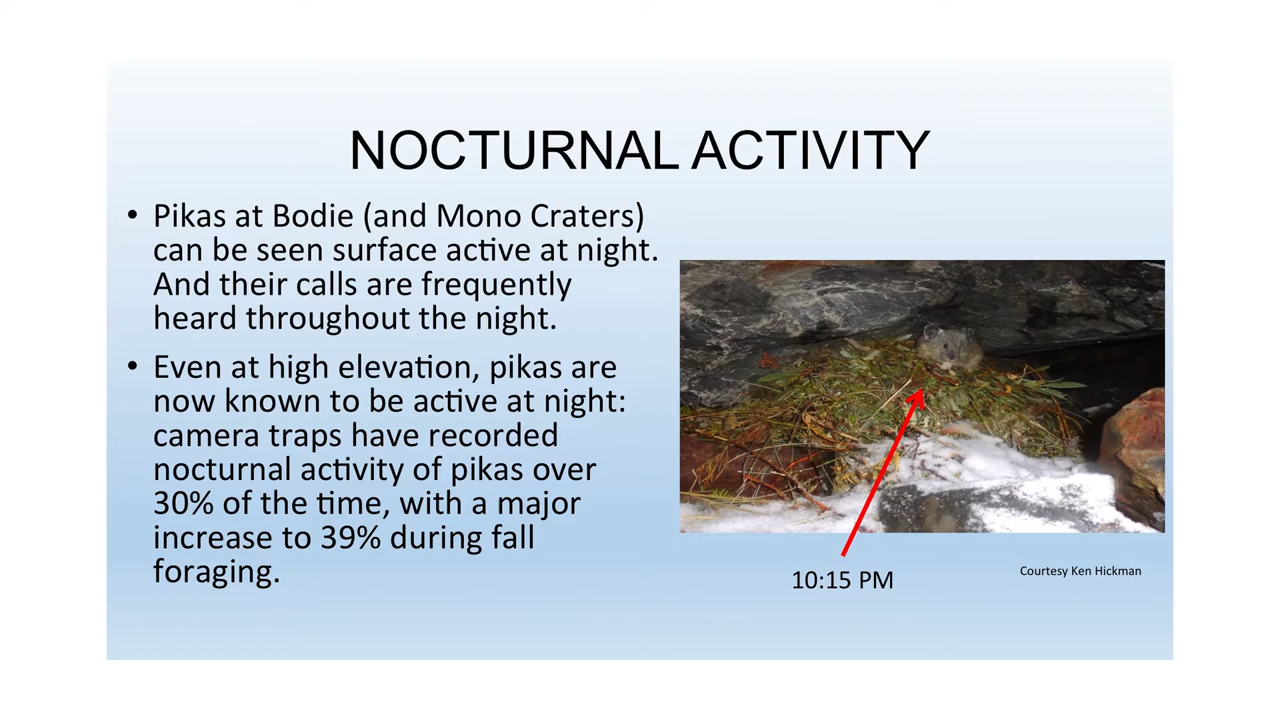 NOCTURNAL ACTIVITY
• Pikas at Bodie (and Mono Craters)
can be seen surface active at night.
And their calls are frequently
heard throughout the night.
• Even at high elevation, pikas are
now known to be active at night:
camera traps have recorded
nocturnal activity of pikas over
30% of the time, with a major
increase to 39% during fall
foraging.
10:15 PM
Courtesy Ken Hickman